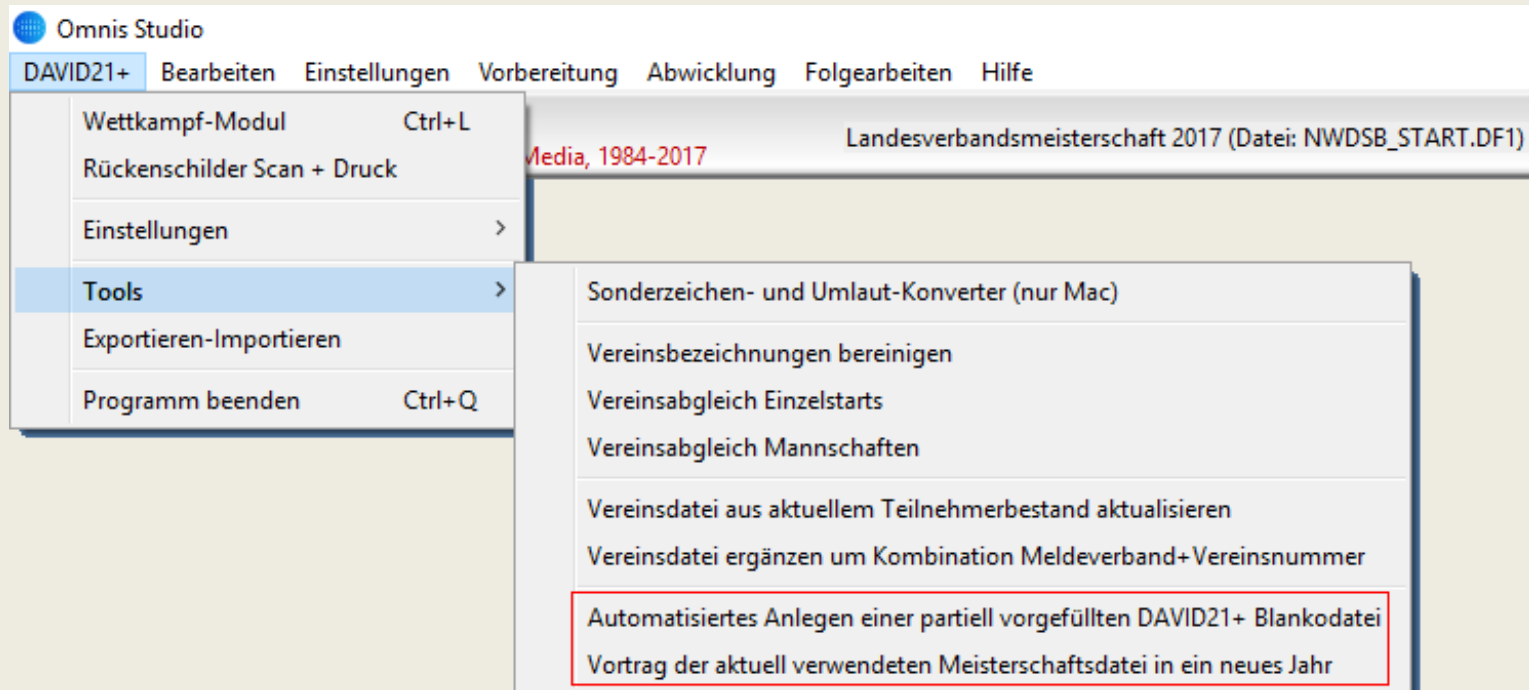 Omnis Studio
DAVID21+ Bearbeiten Einstellungen Vorbereitung Abwicklung Folgearbeiten Hilfe
Media, 1984-2017
Landesverbandsmeisterschaft 2017 (Datei: NWDSB_START.DF1)
Wettkampf-Modul Ctrl+L
Rückenschilder Scan + Druck
Einstellungen >
Tools >
Exportieren-Importieren
Programm beenden Ctrl+Q
Sonderzeichen- und Umlaut-Konverter (nur Mac)
Vereinsbezeichnungen bereinigen
Vereinsabgleich Einzelstarts
Vereinsabgleich Mannschaften
Vereinsdatei aus aktuellem Teilnehmerbestand aktualisieren
Vereinsdatei ergänzen um Kombination Meldeverband+Vereinsnummer
Automatisiertes Anlegen einer partiell vorgefüllten DAVID21+ Blankodatei
Vortrag der aktuell verwendeten Meisterschaftsdatei in ein neues Jahr